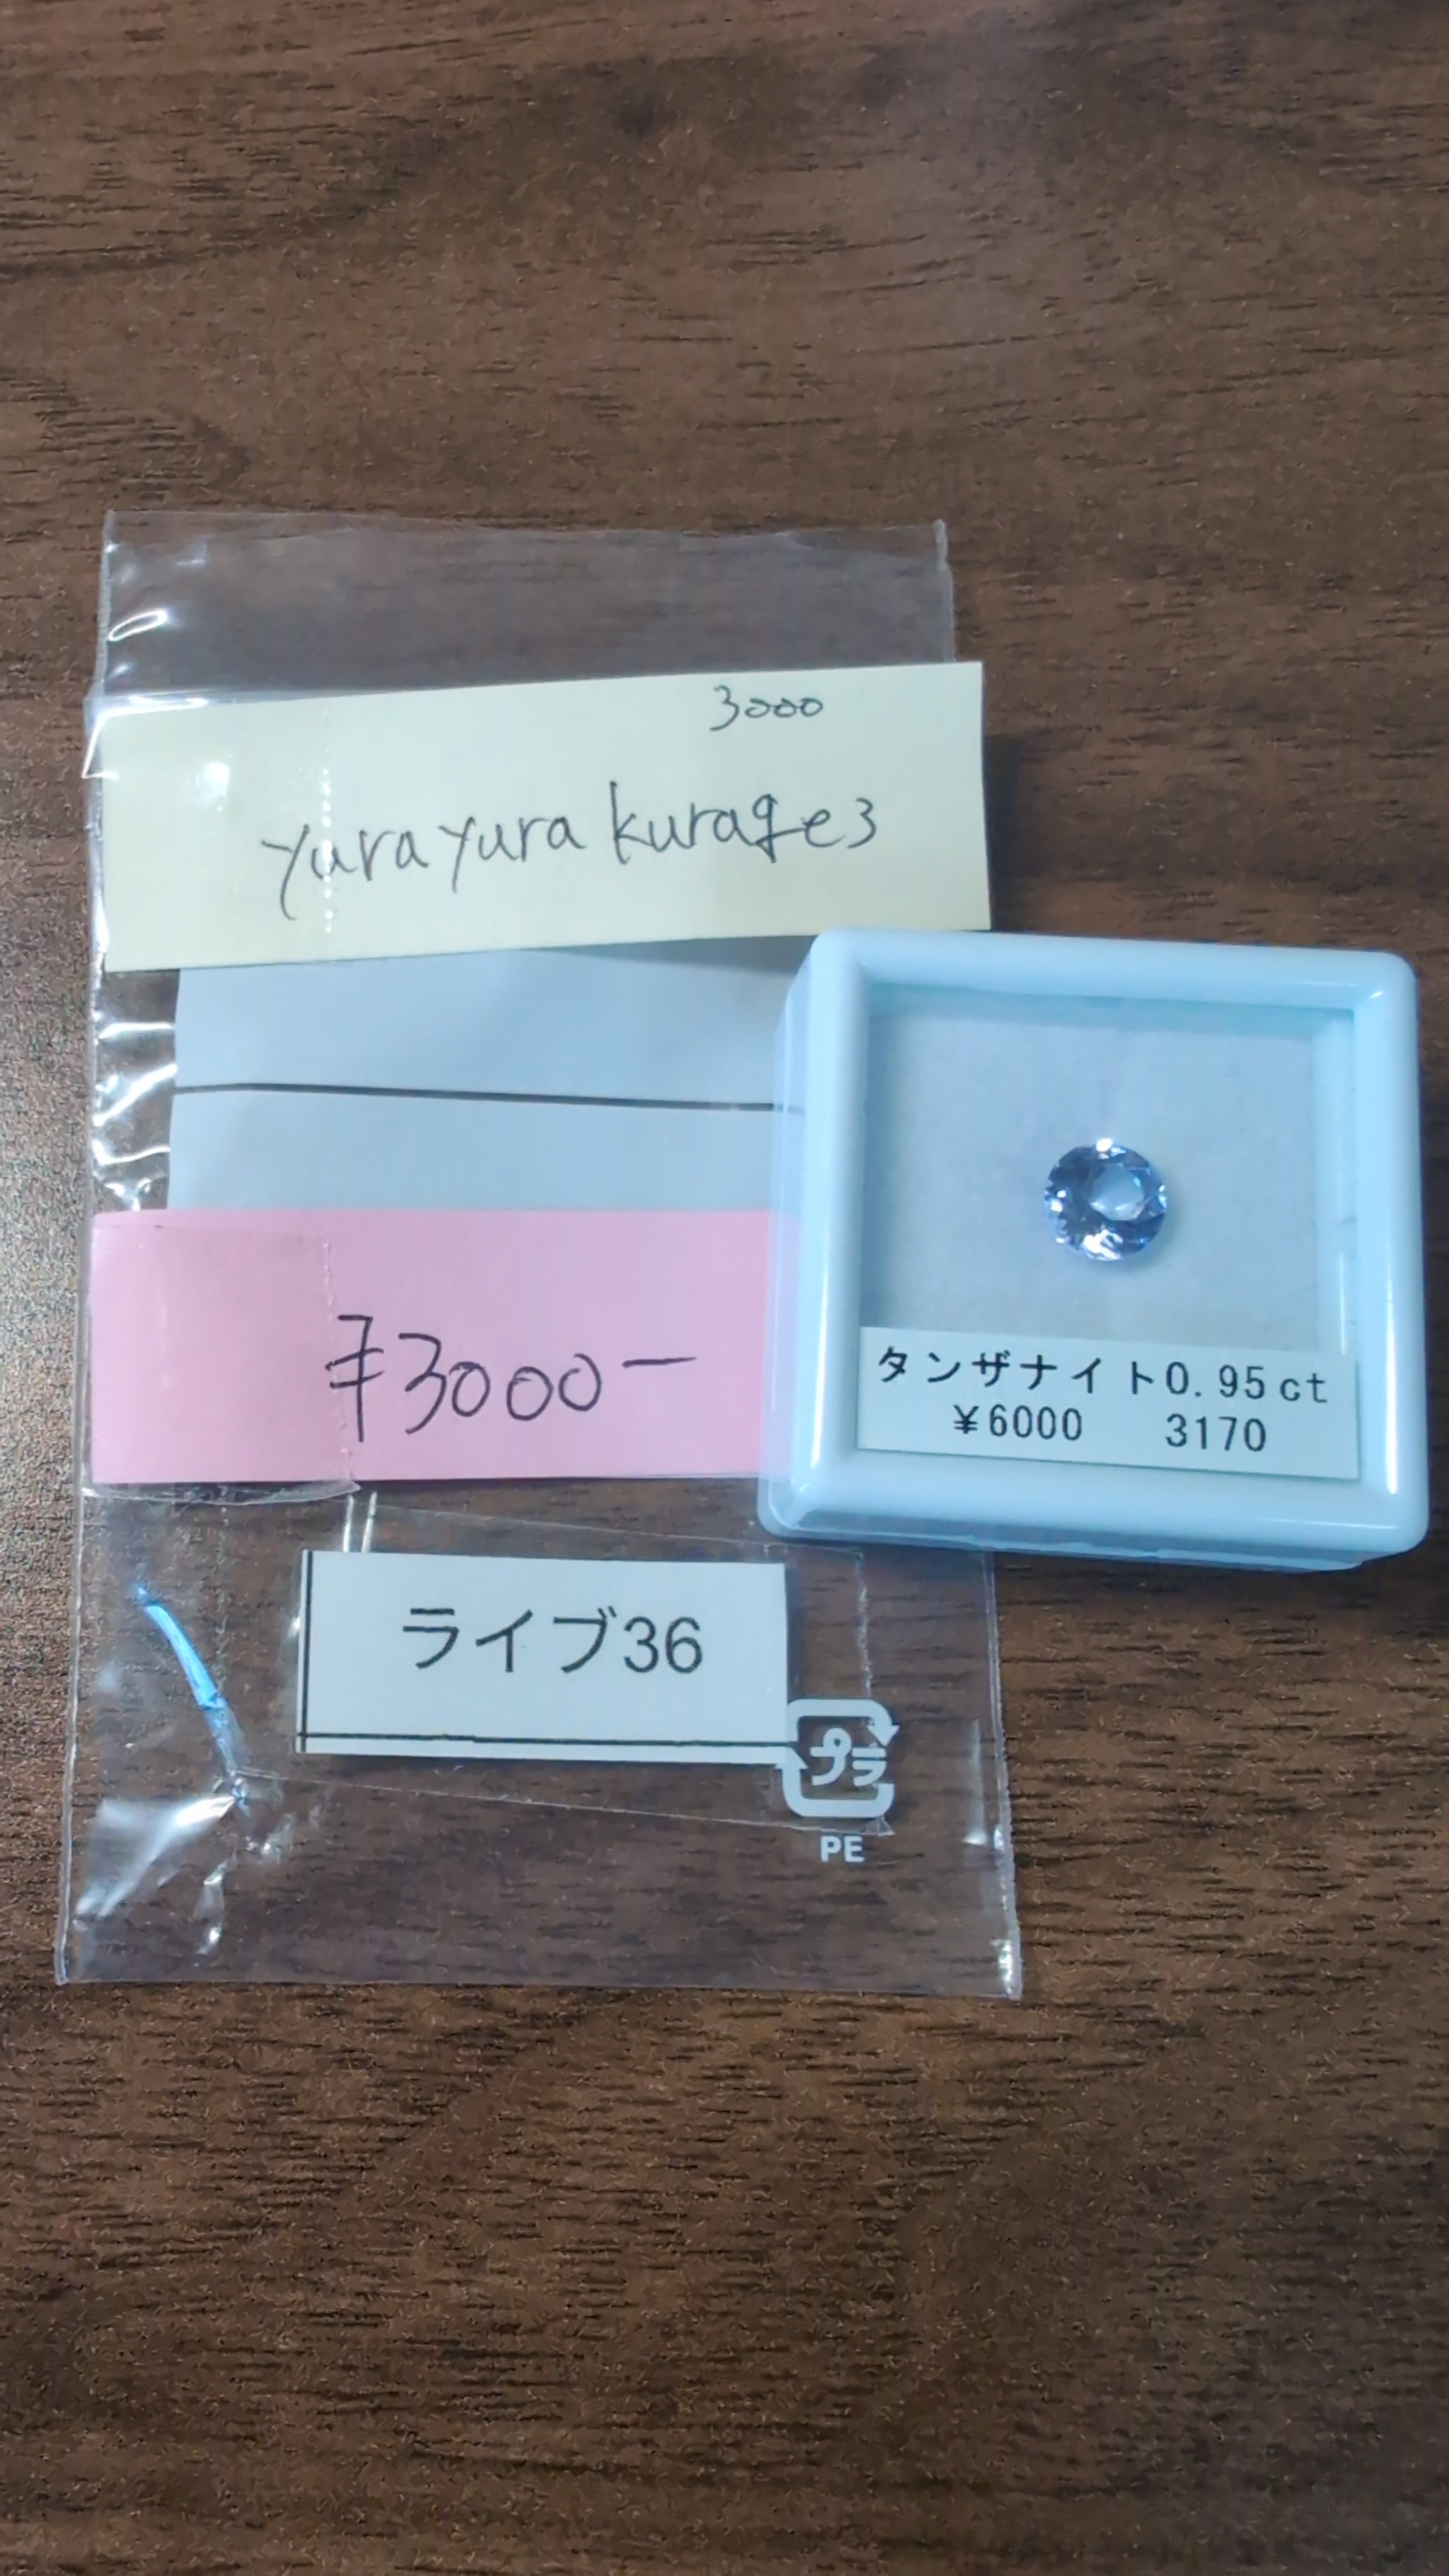 3000
yurayurakurage3
¥3000-
タンザナイト0.95ct
¥6000 3170
ライブ36
プラ
PE